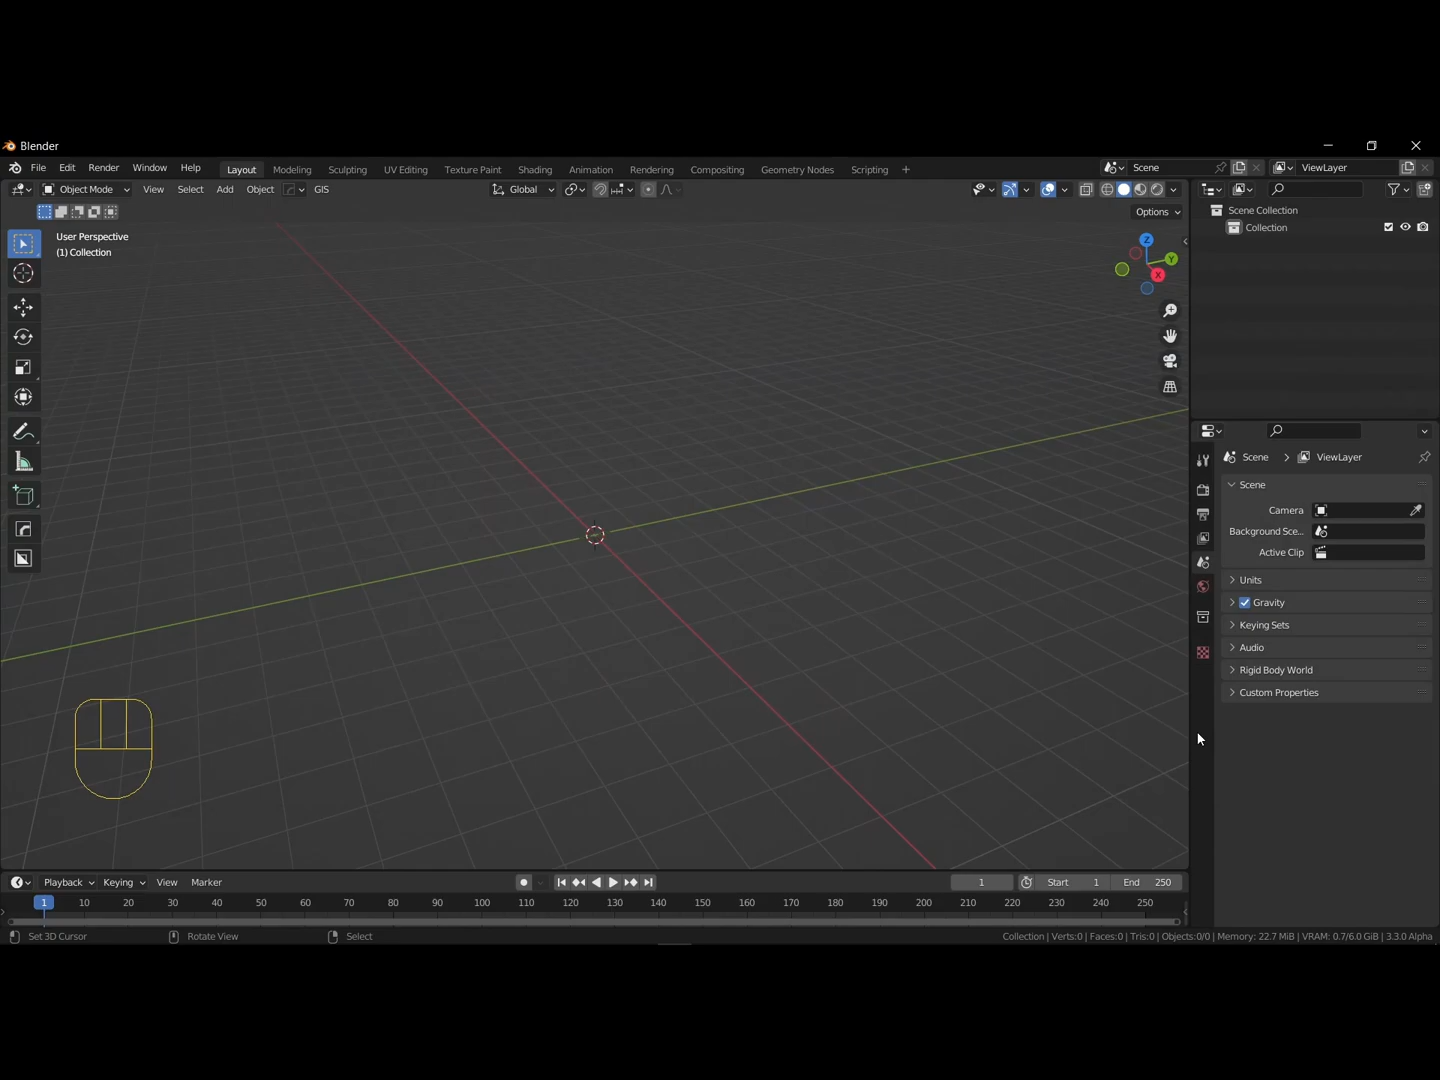 Blender
File Edit Render Window Help Layout Modeling Sculpting UV Editing Texture Paint Shading Animation Rendering Compositing Geometry Nodes Scripting + Scene ViewLayer
Object Mode View Select Add Object GIS Global
Options
User Perspective
(1) Collection
Z
Y
X
Scene Collection
Collection
Scene > ViewLayer
Scene
Camera
Background Sce...
Active Clip
Units
Gravity
Keying Sets
Audio
Rigid Body World
Custom Properties
Playback Keying View Marker 1 Start 1 End 250
1 10 20 30 40 50 60 70 80 90 100 110 120 130 140 150 160 170 180 190 200 210 220 230 240 250
Set 3D Cursor Rotate View Select Collection | Verts:0 | Faces:0 | Tris:0 | Objects:0/0 | Memory: 22.7 MiB | VRAM: 0.7/6.0 GiB | 3.3.0 Alpha